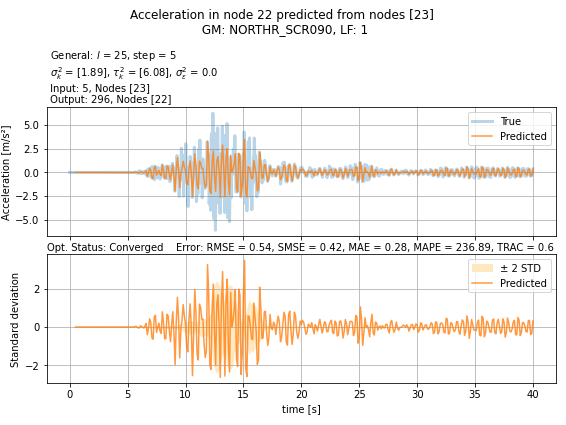 Acceleration in node 22 predicted from nodes [23]
GM: NORTHR_SCR090, LF: 1
General: l = 25, step = 5
σ²ₖ = [1.89], τ²ₖ = [6.08], σ²ε = 0.0
Input: 5, Nodes [23]
Output: 296, Nodes [22]
Acceleration [m/s²]
5.0
2.5
0.0
−2.5
−5.0
True
Predicted
Opt. Status: Converged Error: RMSE = 0.54, SMSE = 0.42, MAE = 0.28, MAPE = 236.89, TRAC = 0.6
Standard deviation
2
0
−2
± 2 STD
Predicted
0 5 10 15 20 25 30 35 40
time [s]